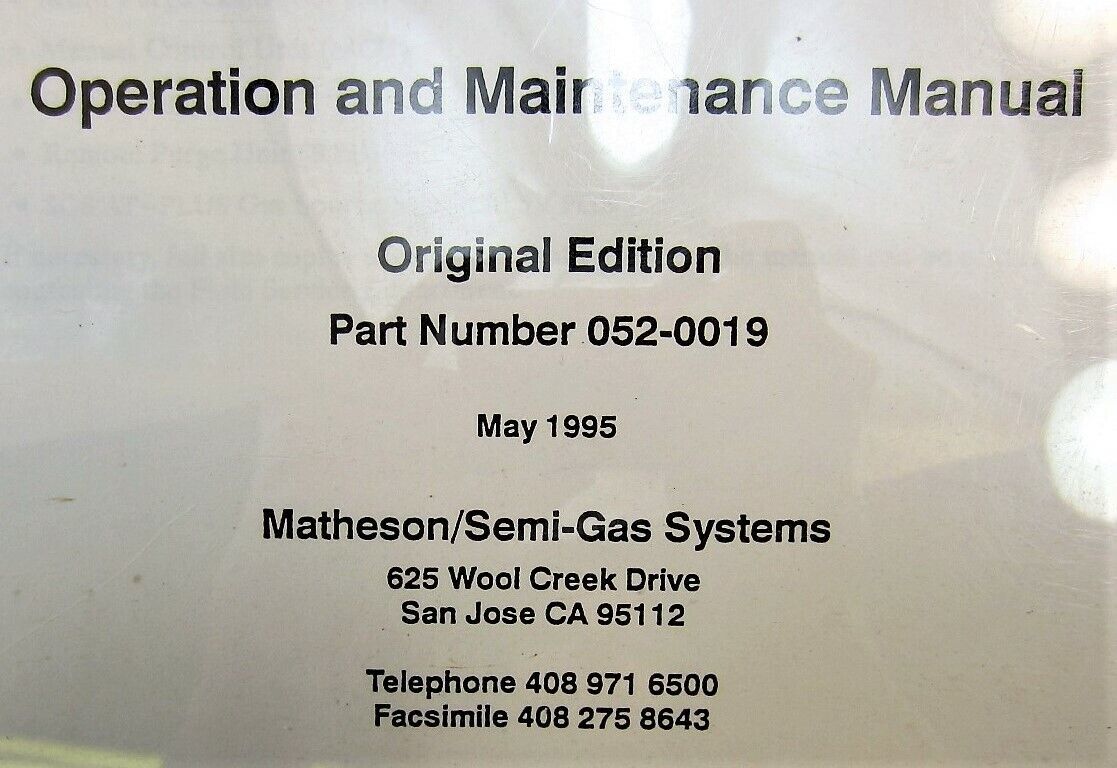 Operation and Maintenance Manual
Original Edition
Part Number 052-0019
May 1995
Matheson/Semi-Gas Systems
625 Wool Creek Drive
San Jose CA 95112
Telephone 408 971 6500
Facsimile 408 275 8643